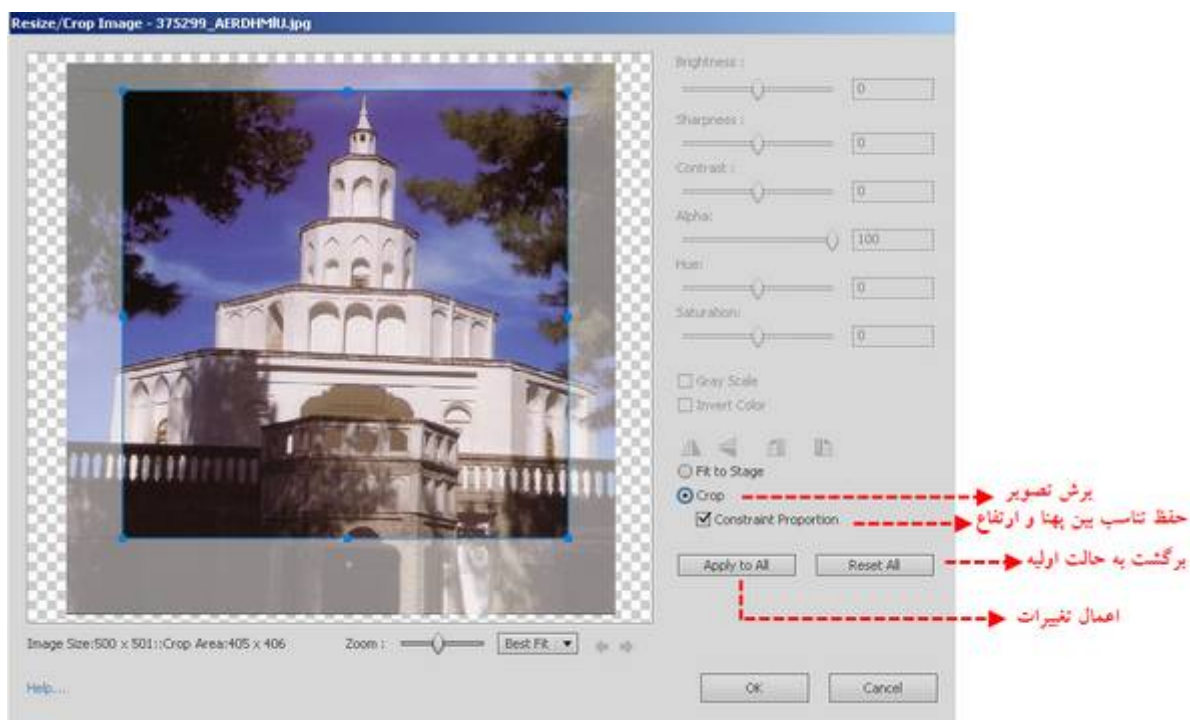 Resize/Crop Image - 375299_AERDHMlU.jpg
Brightness :
0
Sharpness :
0
Contrast :
0
Alpha:
100
Hue:
0
Saturation:
0
Gray Scale
Invert Color
Fit to Stage
Crop
برش تصویر
Constraint Proportion
حفظ تناسب بین پهنا و ارتفاع
Apply to All
Reset All
برگشت به حالت اولیه
اعمال تغییرات
Image Size:500 x 501::Crop Area:405 x 406
Zoom :
Best Fit
Help....
OK
Cancel